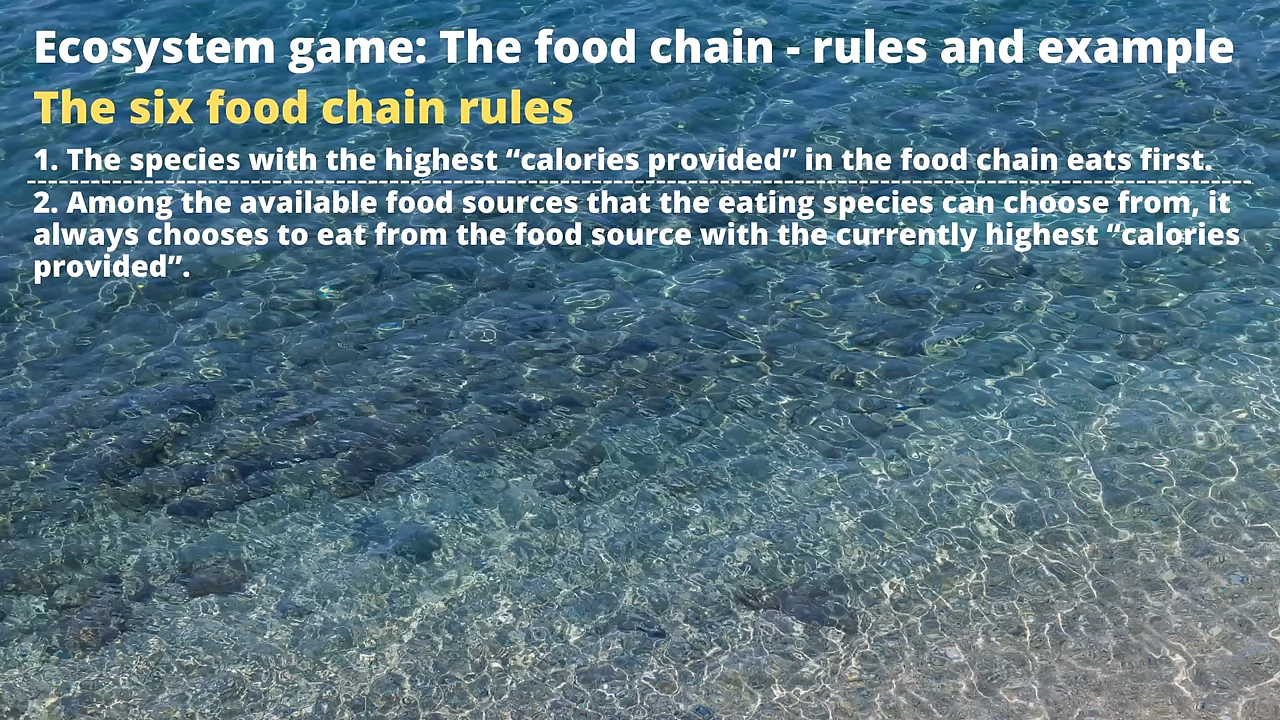 Ecosystem game: The food chain - rules and example
The six food chain rules
1. The species with the highest “calories provided” in the food chain eats first.
2. Among the available food sources that the eating species can choose from, it
always chooses to eat from the food source with the currently highest “calories
provided”.